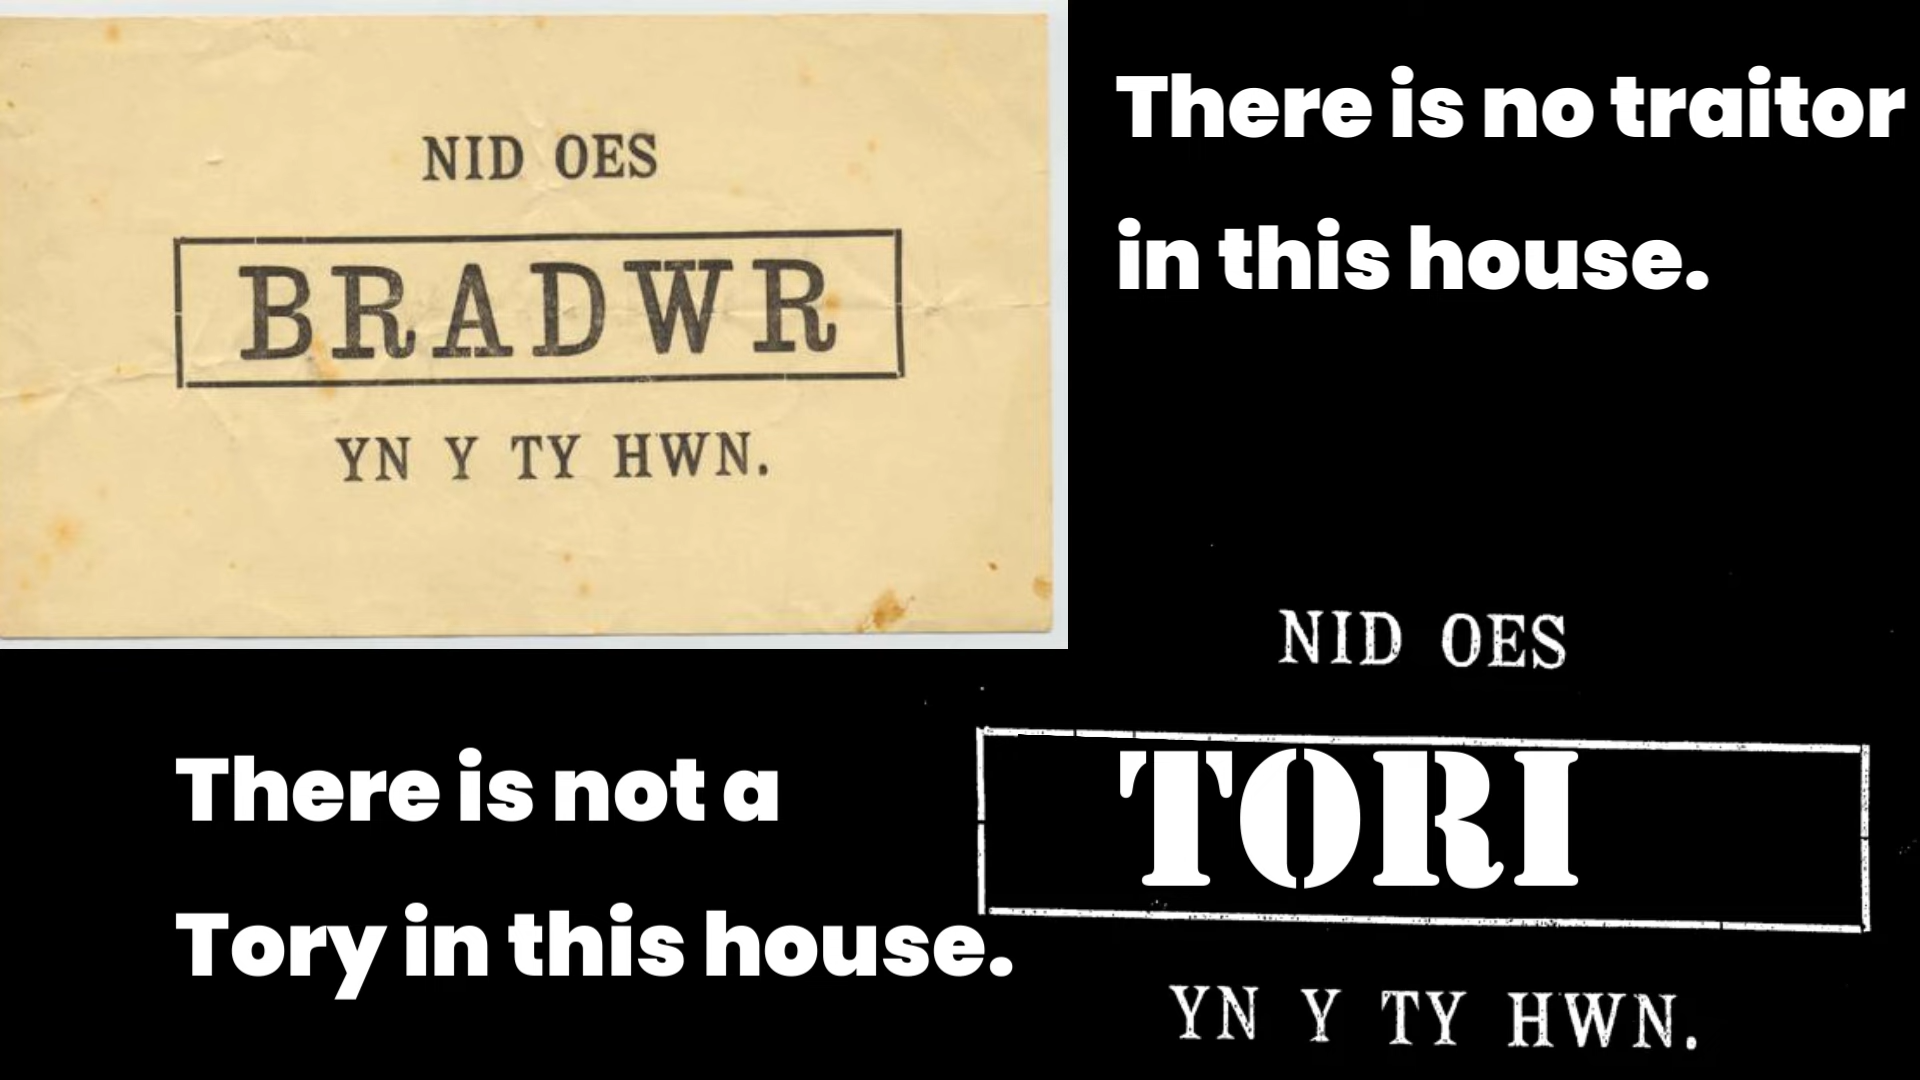 NID OES
BRADWR
YN Y TY HWN.
There is no traitor
in this house.
There is not a
Tory in this house.
NID OES
TORI
YN Y TY HWN.